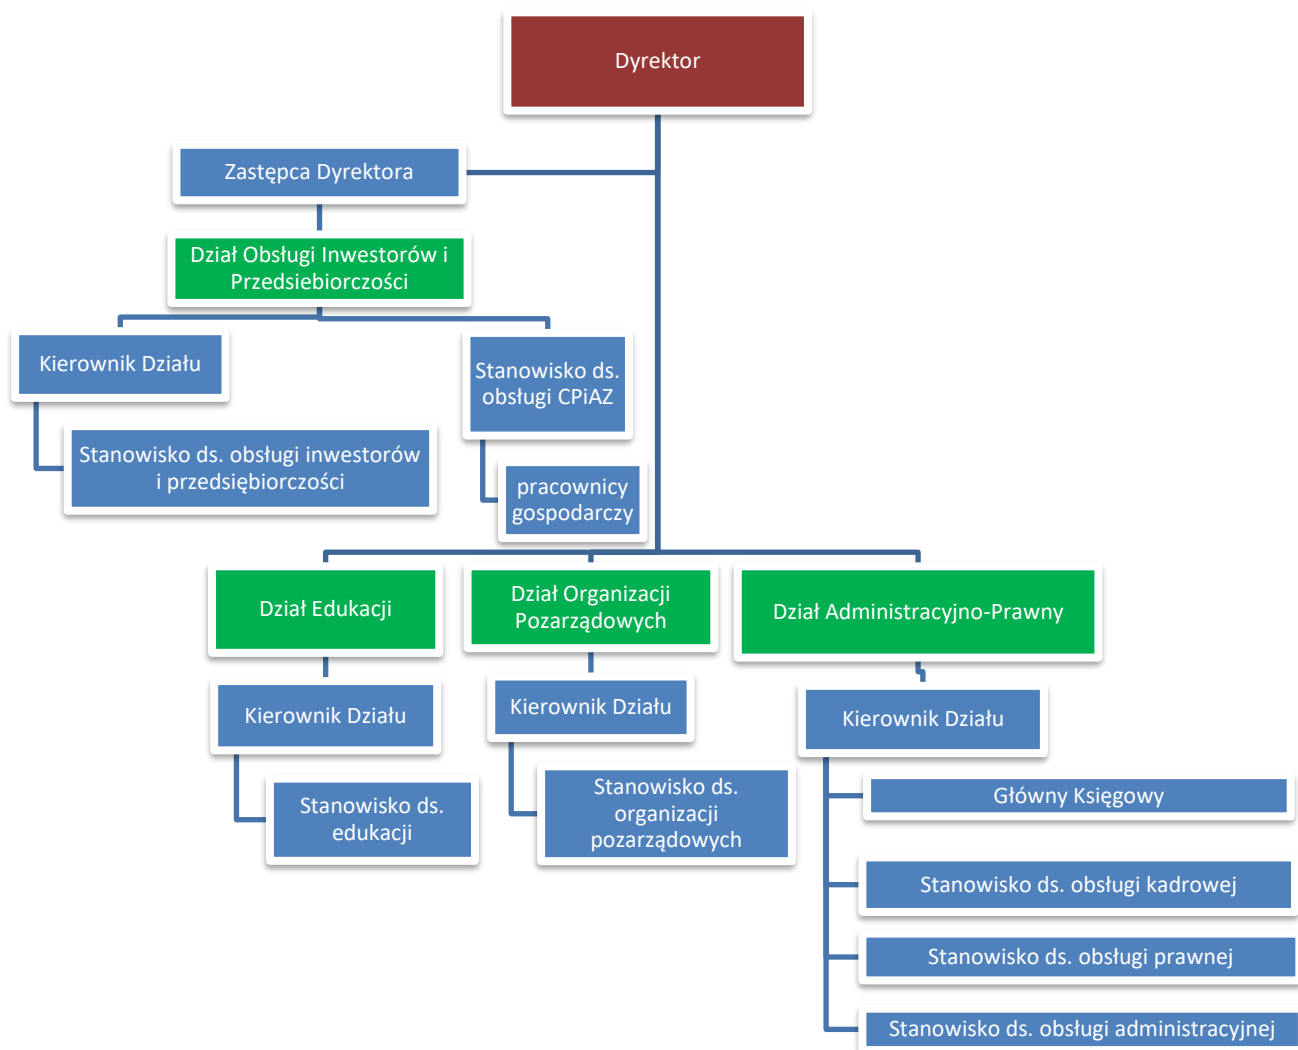 Dyrektor
Zastępca Dyrektora
Dział Obsługi Inwestorów i
Przedsiebiorczości
Kierownik Działu
Stanowisko ds.
obsługi CPiAZ
Stanowisko ds. obsługi inwestorów
i przedsiębiorczości
pracownicy
gospodarczy
Dział Edukacji
Dział Organizacji
Pozarządowych
Dział Administracyjno-Prawny
Kierownik Działu
Kierownik Działu
Kierownik Działu
Stanowisko ds.
edukacji
Stanowisko ds.
organizacji
pozarządowych
Główny Księgowy
Stanowisko ds. obsługi kadrowej
Stanowisko ds. obsługi prawnej
Stanowisko ds. obsługi administracyjnej